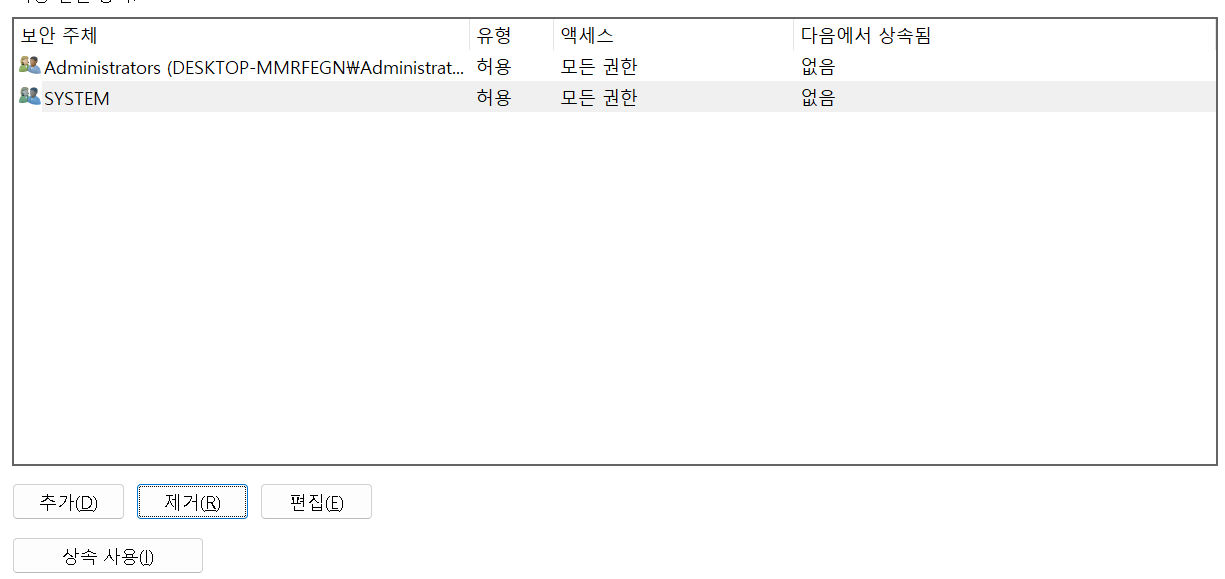 보안 주체 유형 액세스 다음에서 상속됨
Administrators (DESKTOP-MMRFEGN₩Administrat... 허용 모든 권한 없음
SYSTEM 허용 모든 권한 없음
추가(D) 제거(R) 편집(E)
상속 사용(I)